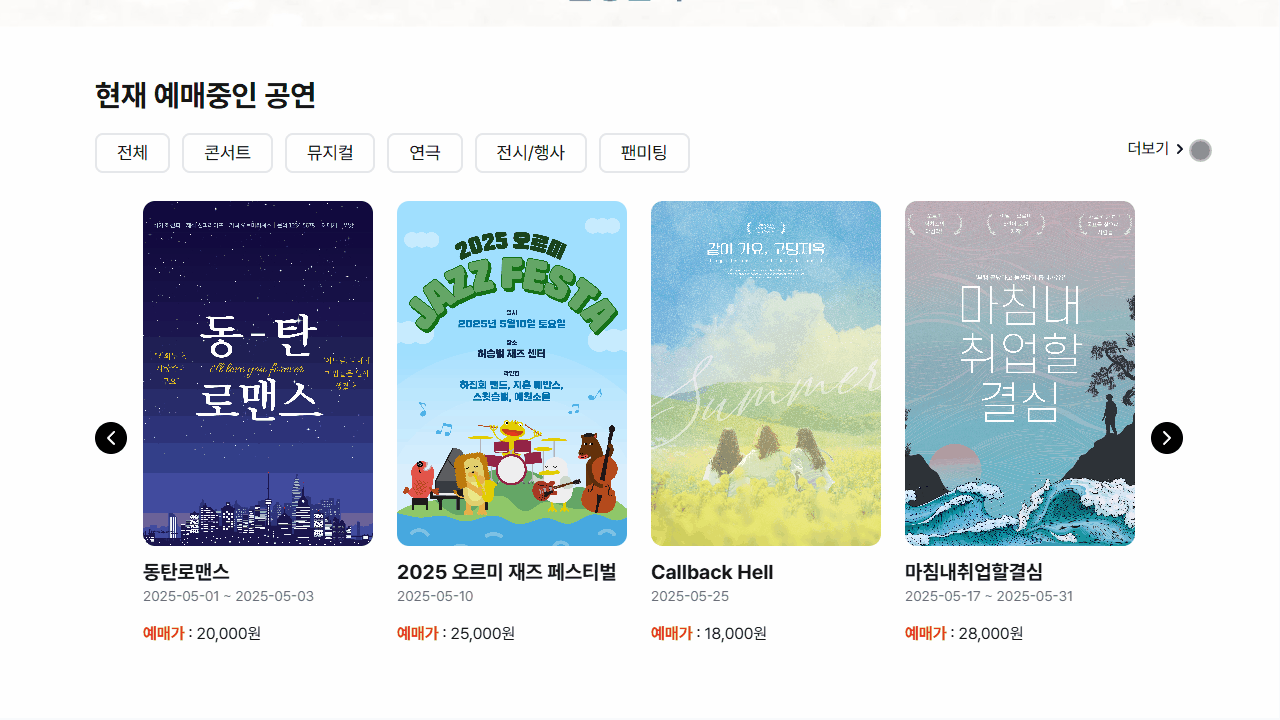 현재 예매중인 공연
전체
콘서트
뮤지컬
연극
전시/행사
팬미팅
더보기
동-탄
I'll love you forever
로맨스
2025 오르미
JAZZ FESTA
일시
2025년 5월10일 토요일
장소
허승범 재즈 센터
라인업
하진희 밴드, 지훈 페만스,
스윗승범, 예원소울
같이 가요, 고당지옥
Summer
마침내
취업할
결심
동탄로맨스
2025-05-01 ~ 2025-05-03
예매가 : 20,000원
2025 오르미 재즈 페스티벌
2025-05-10
예매가 : 25,000원
Callback Hell
2025-05-25
예매가 : 18,000원
마침내취업할결심
2025-05-17 ~ 2025-05-31
예매가 : 28,000원